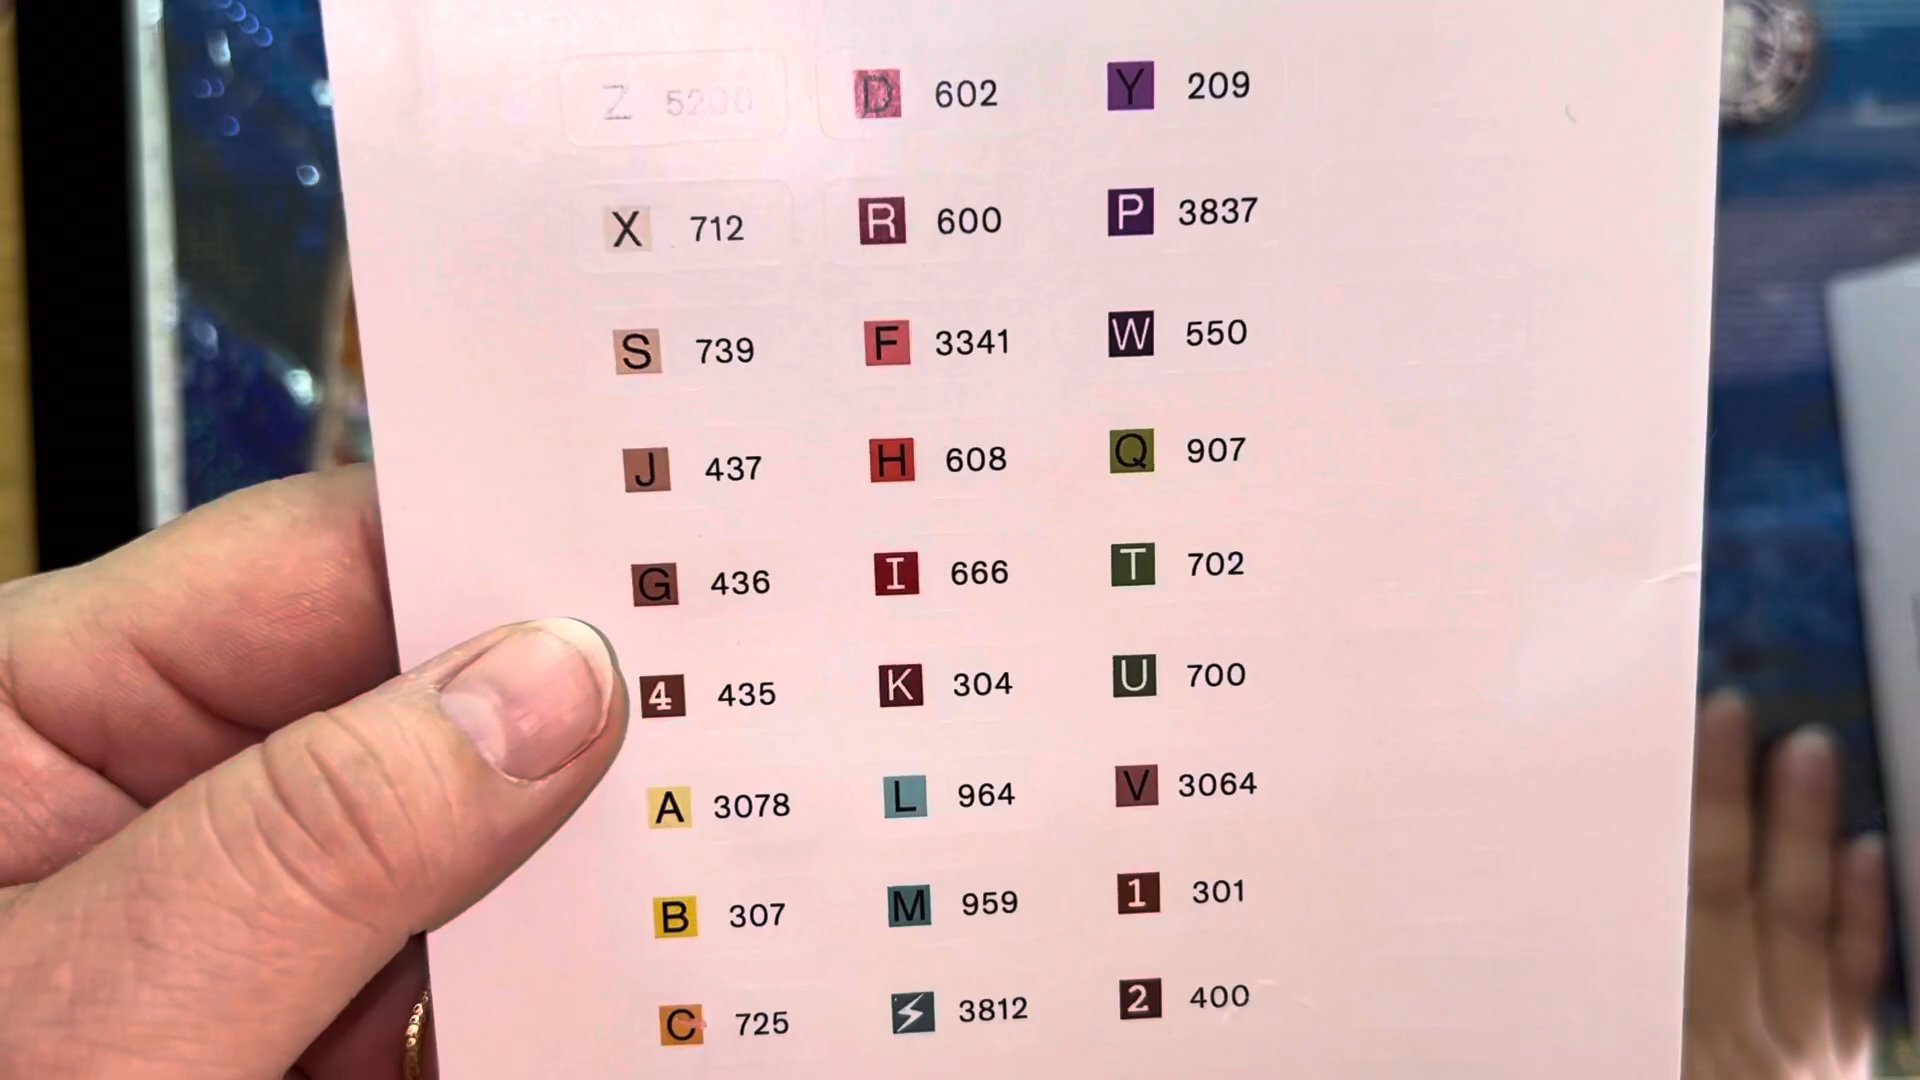 Z 5200 D 602 Y 209
X 712 R 600 P 3837
S 739 F 3341 W 550
J 437 H 608 Q 907
G 436 I 666 T 702
4 435 K 304 U 700
A 3078 L 964 V 3064
B 307 M 959 1 301
C 725 3812 2 400